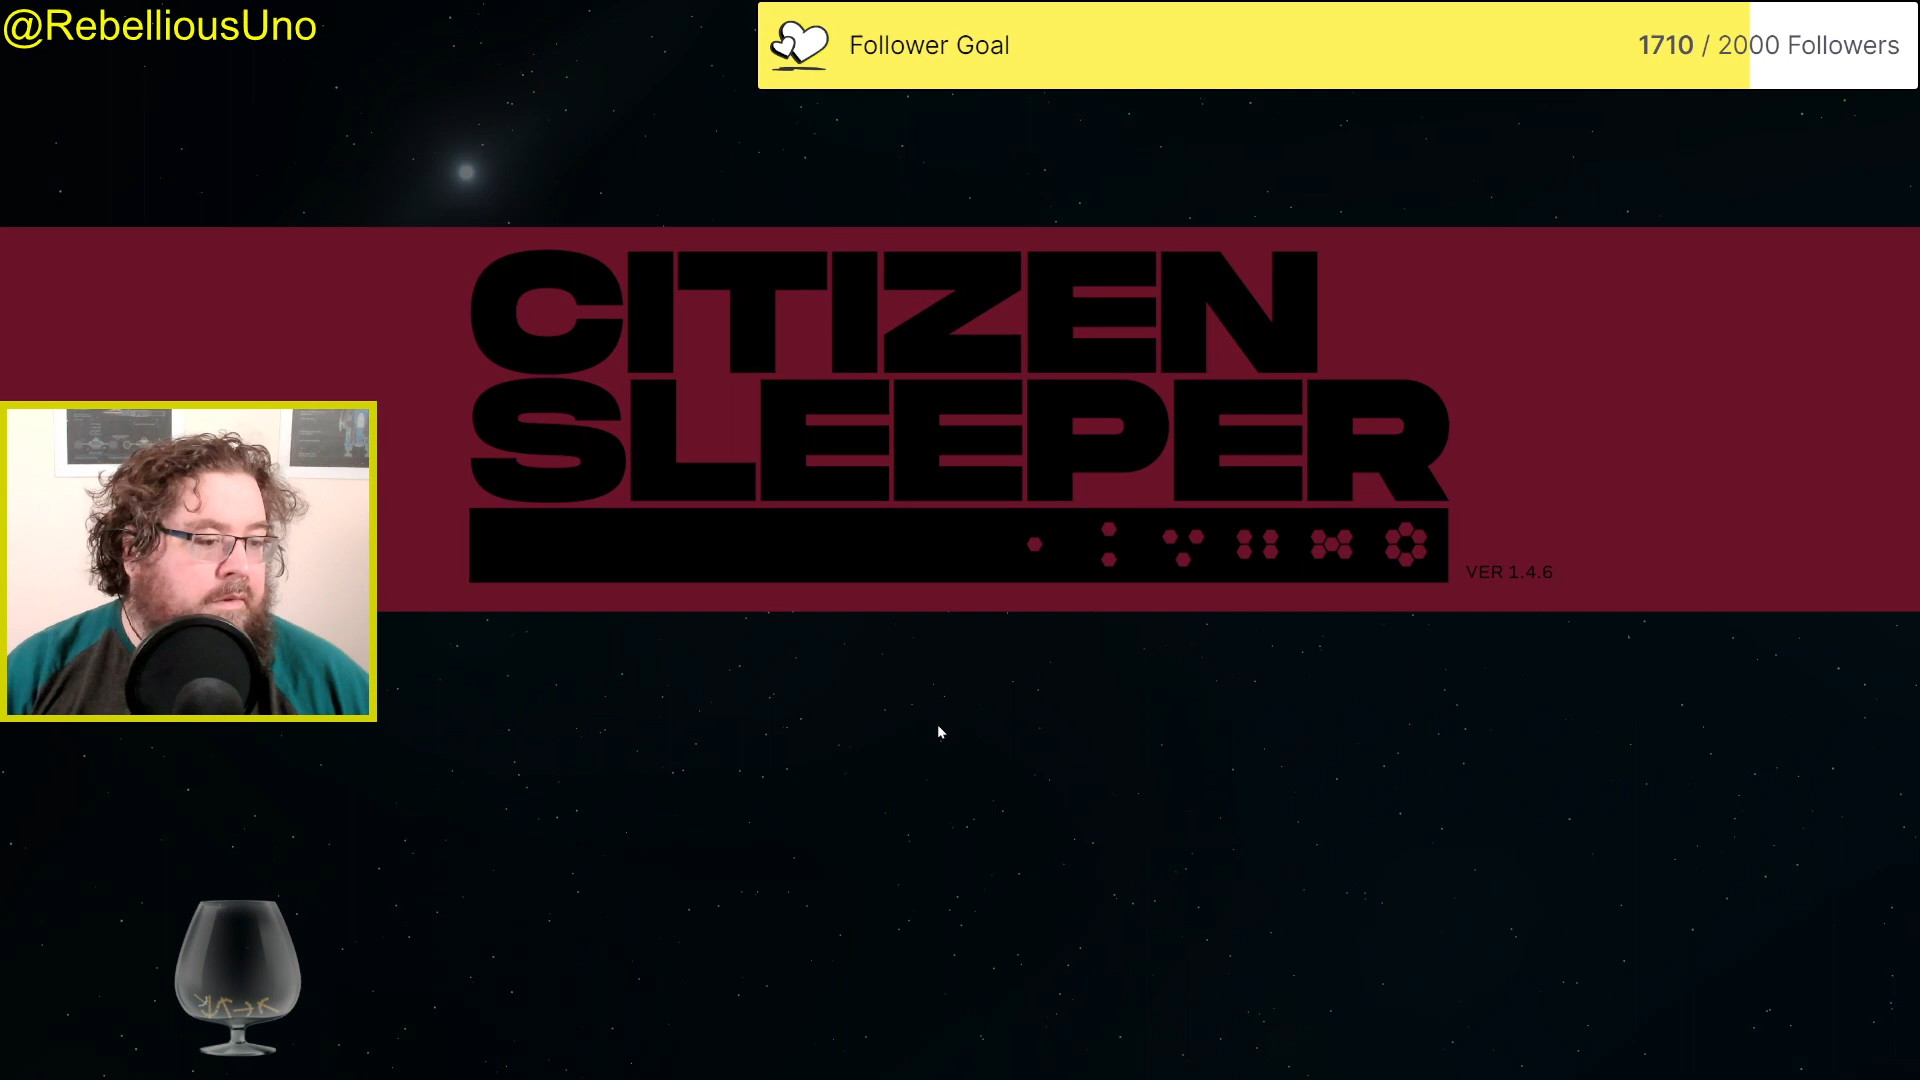 @RebelliousUno
Follower Goal
1710 / 2000 Followers
CITIZEN
SLEEPER
VER 1.4.6